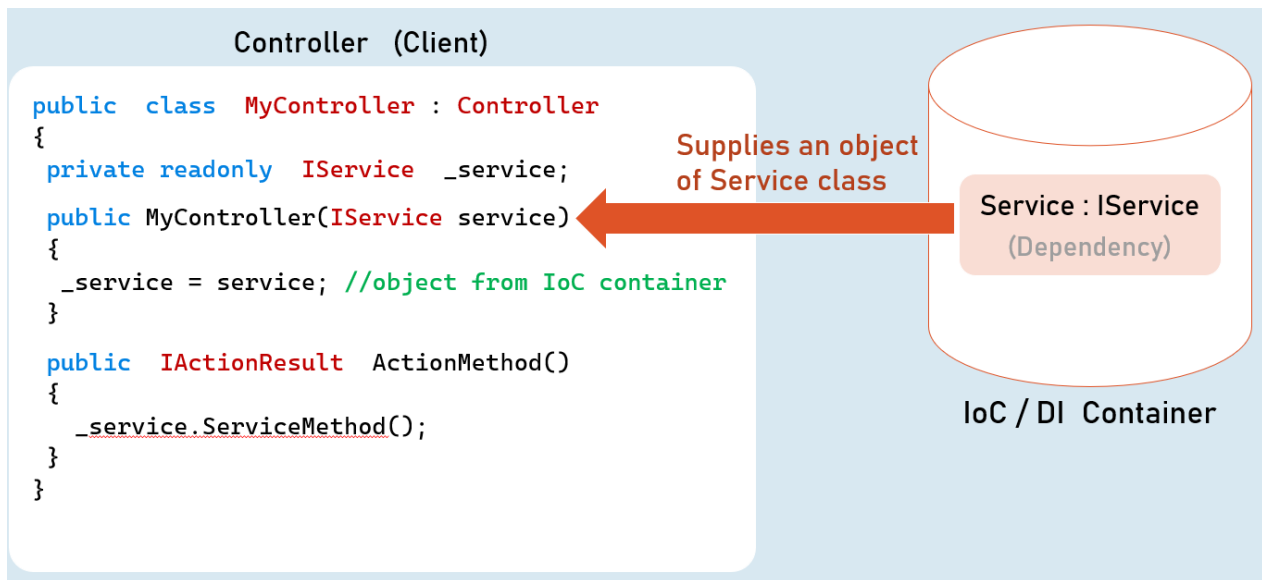 Controller (Client)
public class MyController : Controller
{
private readonly IService _service;
public MyController(IService service)
{
_service = service; //object from IoC container
}
public IActionResult ActionMethod()
{
_service.ServiceMethod();
}
}
Supplies an object
of Service class
Service : IService
(Dependency)
IoC / DI Container